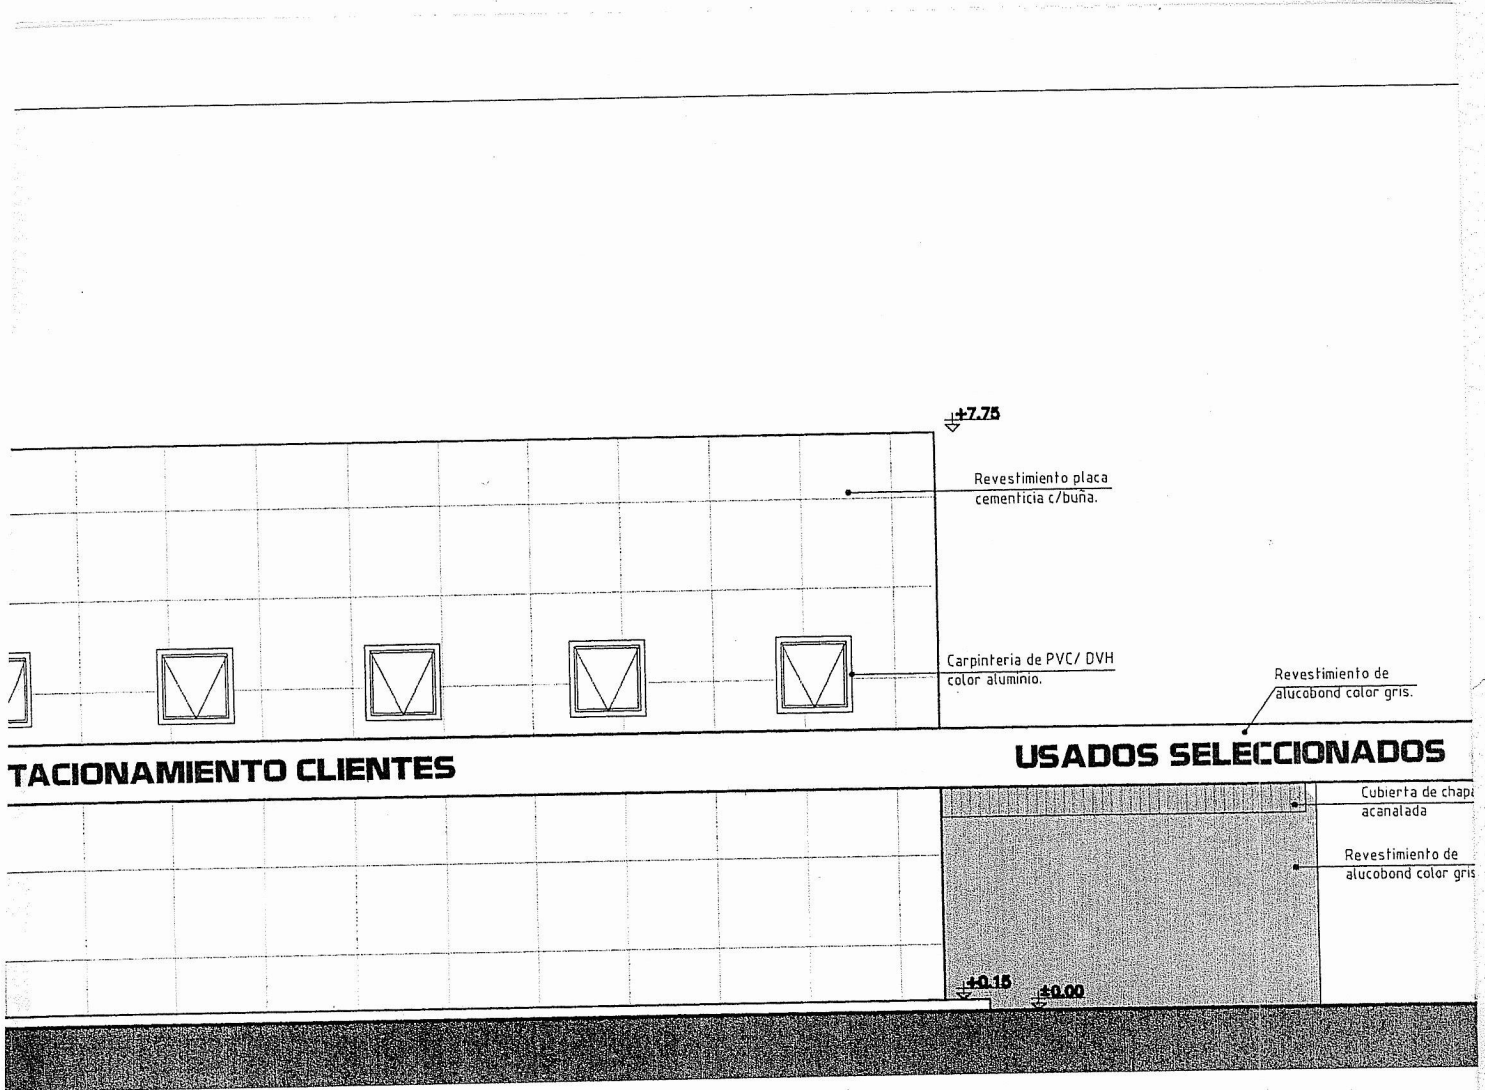 +7.75
Revestimiento placa
cementicia c/buña.
Carpinteria de PVC/ DVH
color aluminio.
Revestimiento de
alucobond color gris.
TACIONAMIENTO CLIENTES
USADOS SELECCIONADOS
Cubierta de chapa
acanalada
Revestimiento de
alucobond color gris
+0.15
±0.00